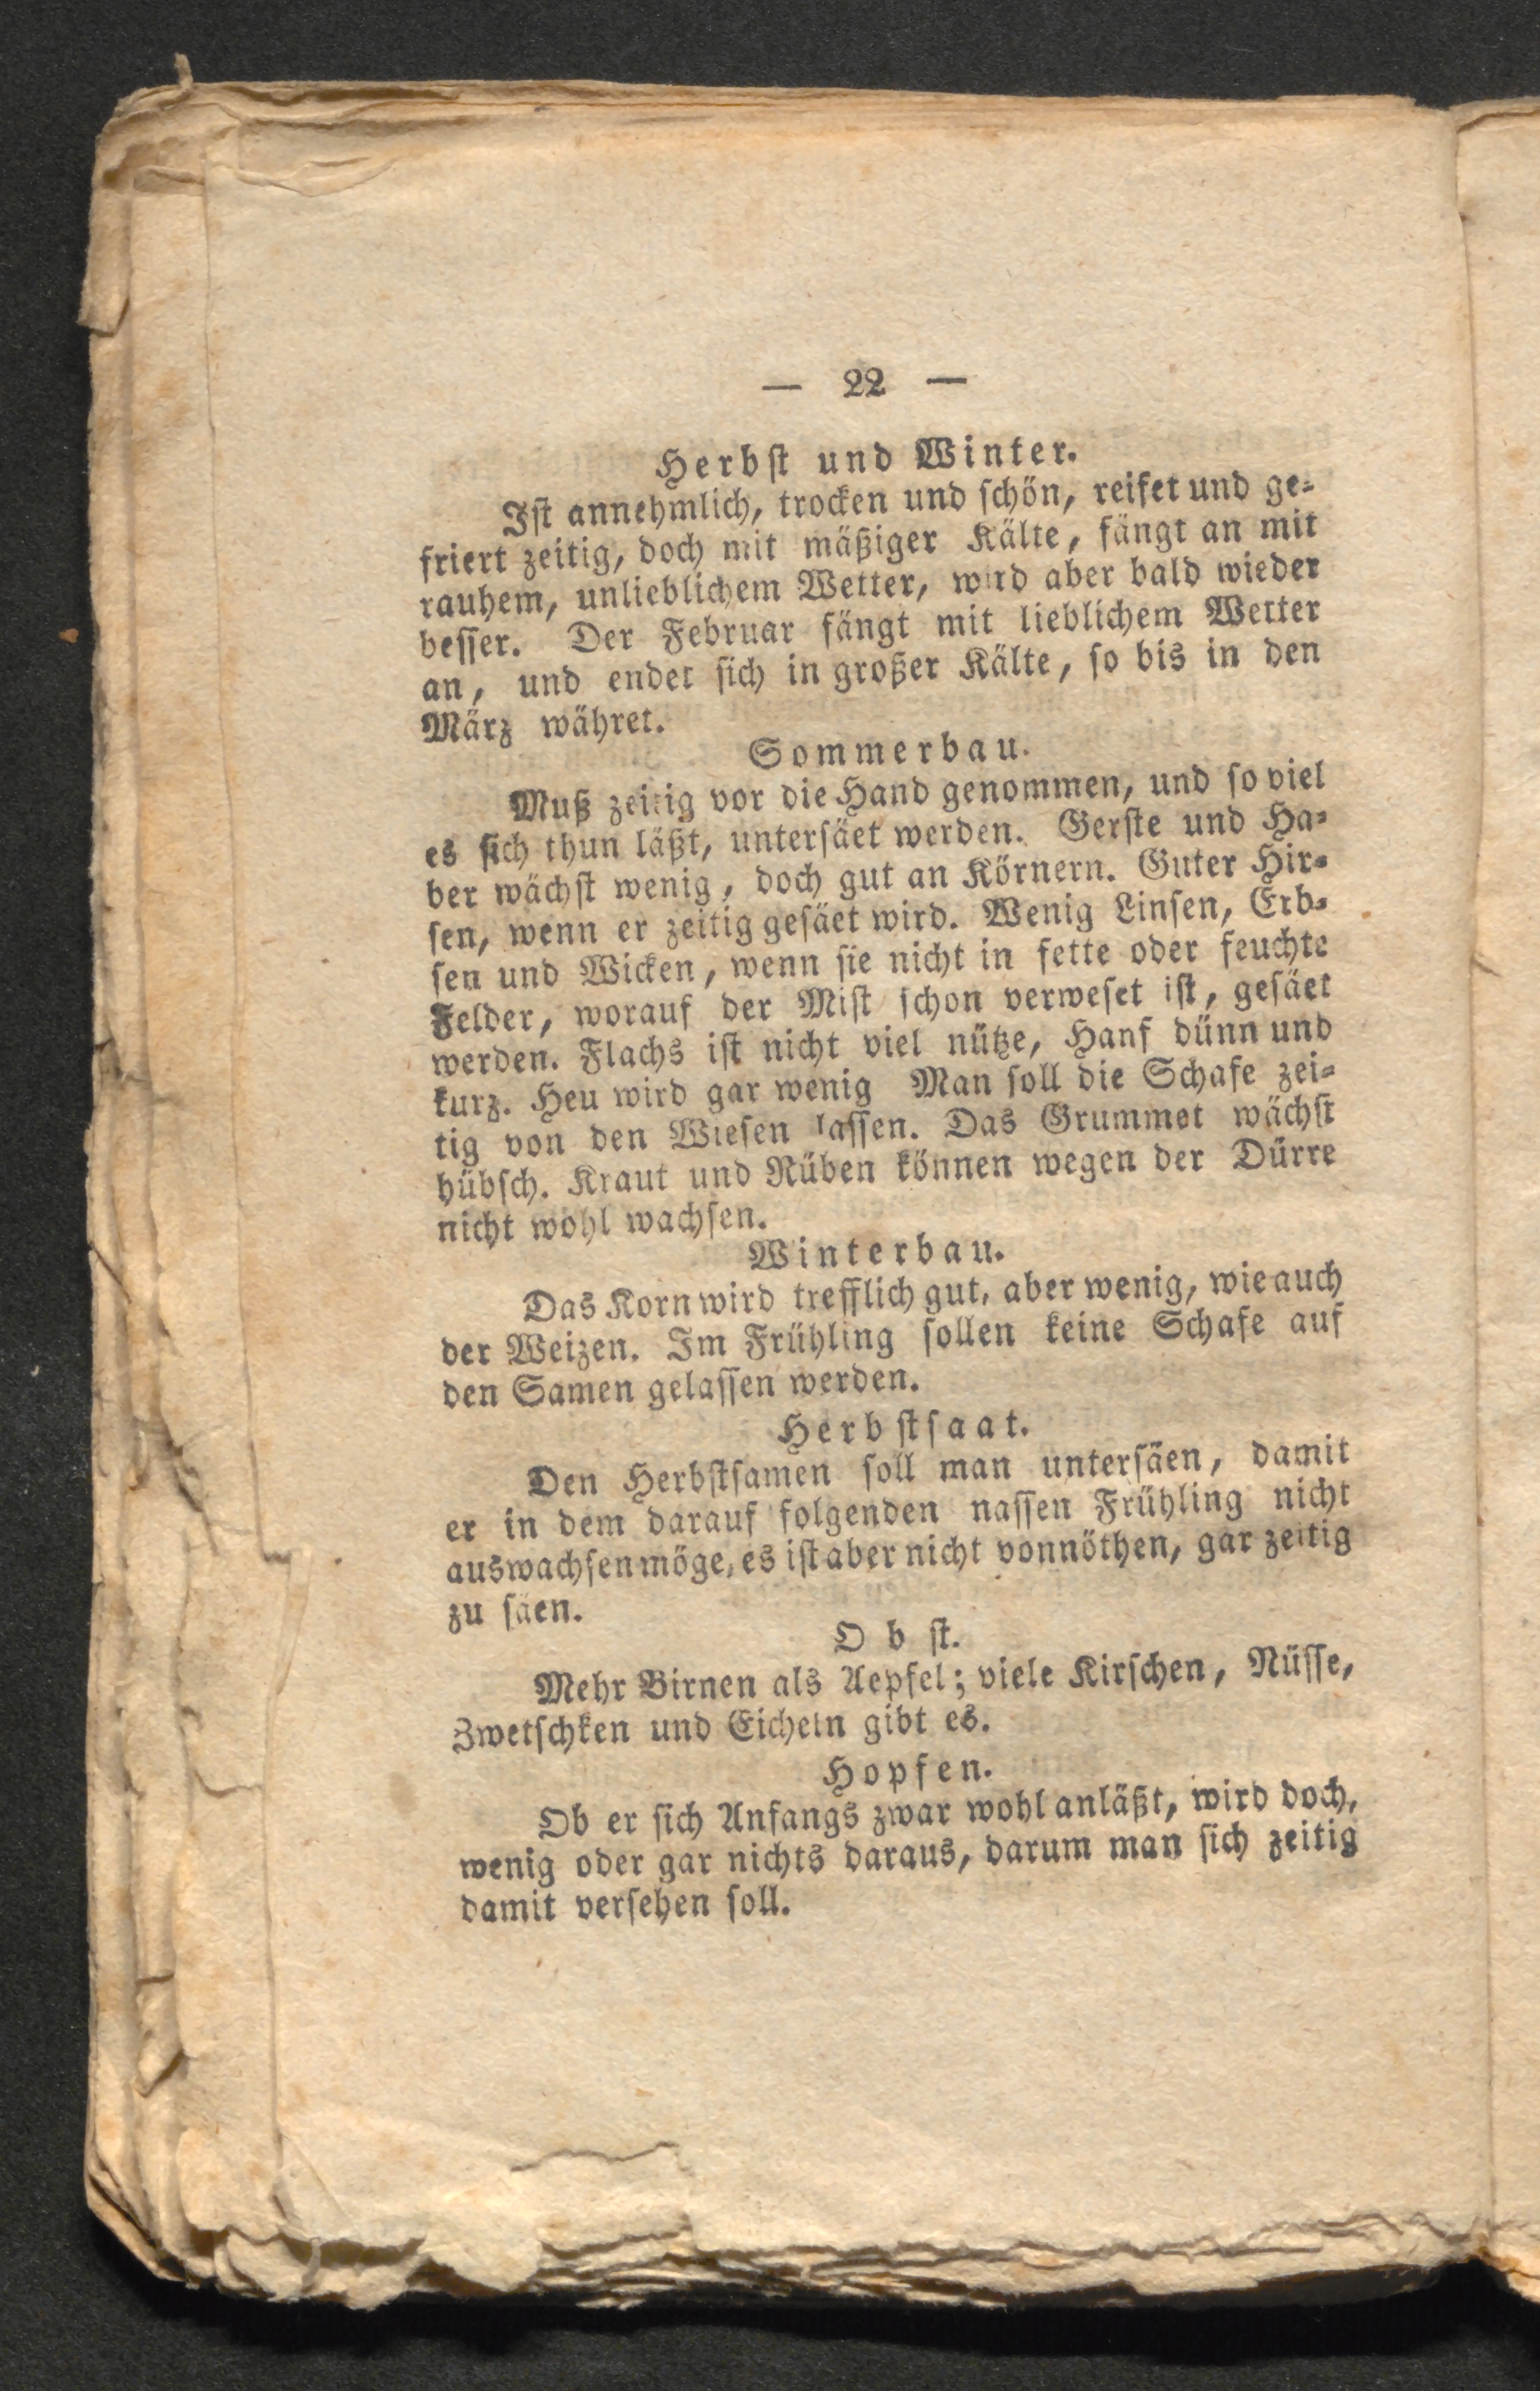 — 22 —
Herbſt und Winter.
Iſt annehmlich, trocken und ſchön, reifet und ge⸗
friert zeitig, doch mit mäßiger Kälte, fängt an mit
rauhem, unlieblichem Wetter, wird aber bald wieder
beſſer. Der Februar fängt mit lieblichem Wetter
an, und endet ſich in großer Kälte, ſo bis in den
März währet.
Sommerbau.
Muß zeitig vor die Hand genommen, und ſo viel
es ſich thun läßt, unterſäet werden. Gerſte und Ha⸗
ber wächſt wenig, doch gut an Körnern. Guter Hir⸗
ſen, wenn er zeitig geſäet wird. Wenig Linſen, Erb⸗
ſen und Wicken, wenn ſie nicht in fette oder feuchte
Felder, worauf der Miſt ſchon verweſet iſt, geſäet
werden. Flachs iſt nicht viel nütze, Hanf dünn und
kurz. Heu wird gar wenig Man ſoll die Schafe zei⸗
tig von den Wieſen laſſen. Das Grummet wächſt
hübſch. Kraut und Rüben können wegen der Dürre
nicht wohl wachſen.
Winterbau.
Das Korn wird trefflich gut, aber wenig, wie auch
der Weizen. Im Frühling ſollen keine Schafe auf
den Samen gelaſſen werden.
Herbſtſaat.
Den Herbſtſamen ſoll man unterſäen, damit
er in dem darauf folgenden naſſen Frühling nicht
auswachſen möge, es iſt aber nicht vonnöthen, gar zeitig
zu ſäen.
Obſt.
Mehr Birnen als Aepfel; viele Kirſchen, Nüſſe,
Zwetſchken und Eicheln gibt es.
Hopfen.
Ob er ſich Anfangs zwar wohl anläßt, wird doch,
wenig oder gar nichts daraus, darum man ſich zeitig
damit verſehen ſoll.